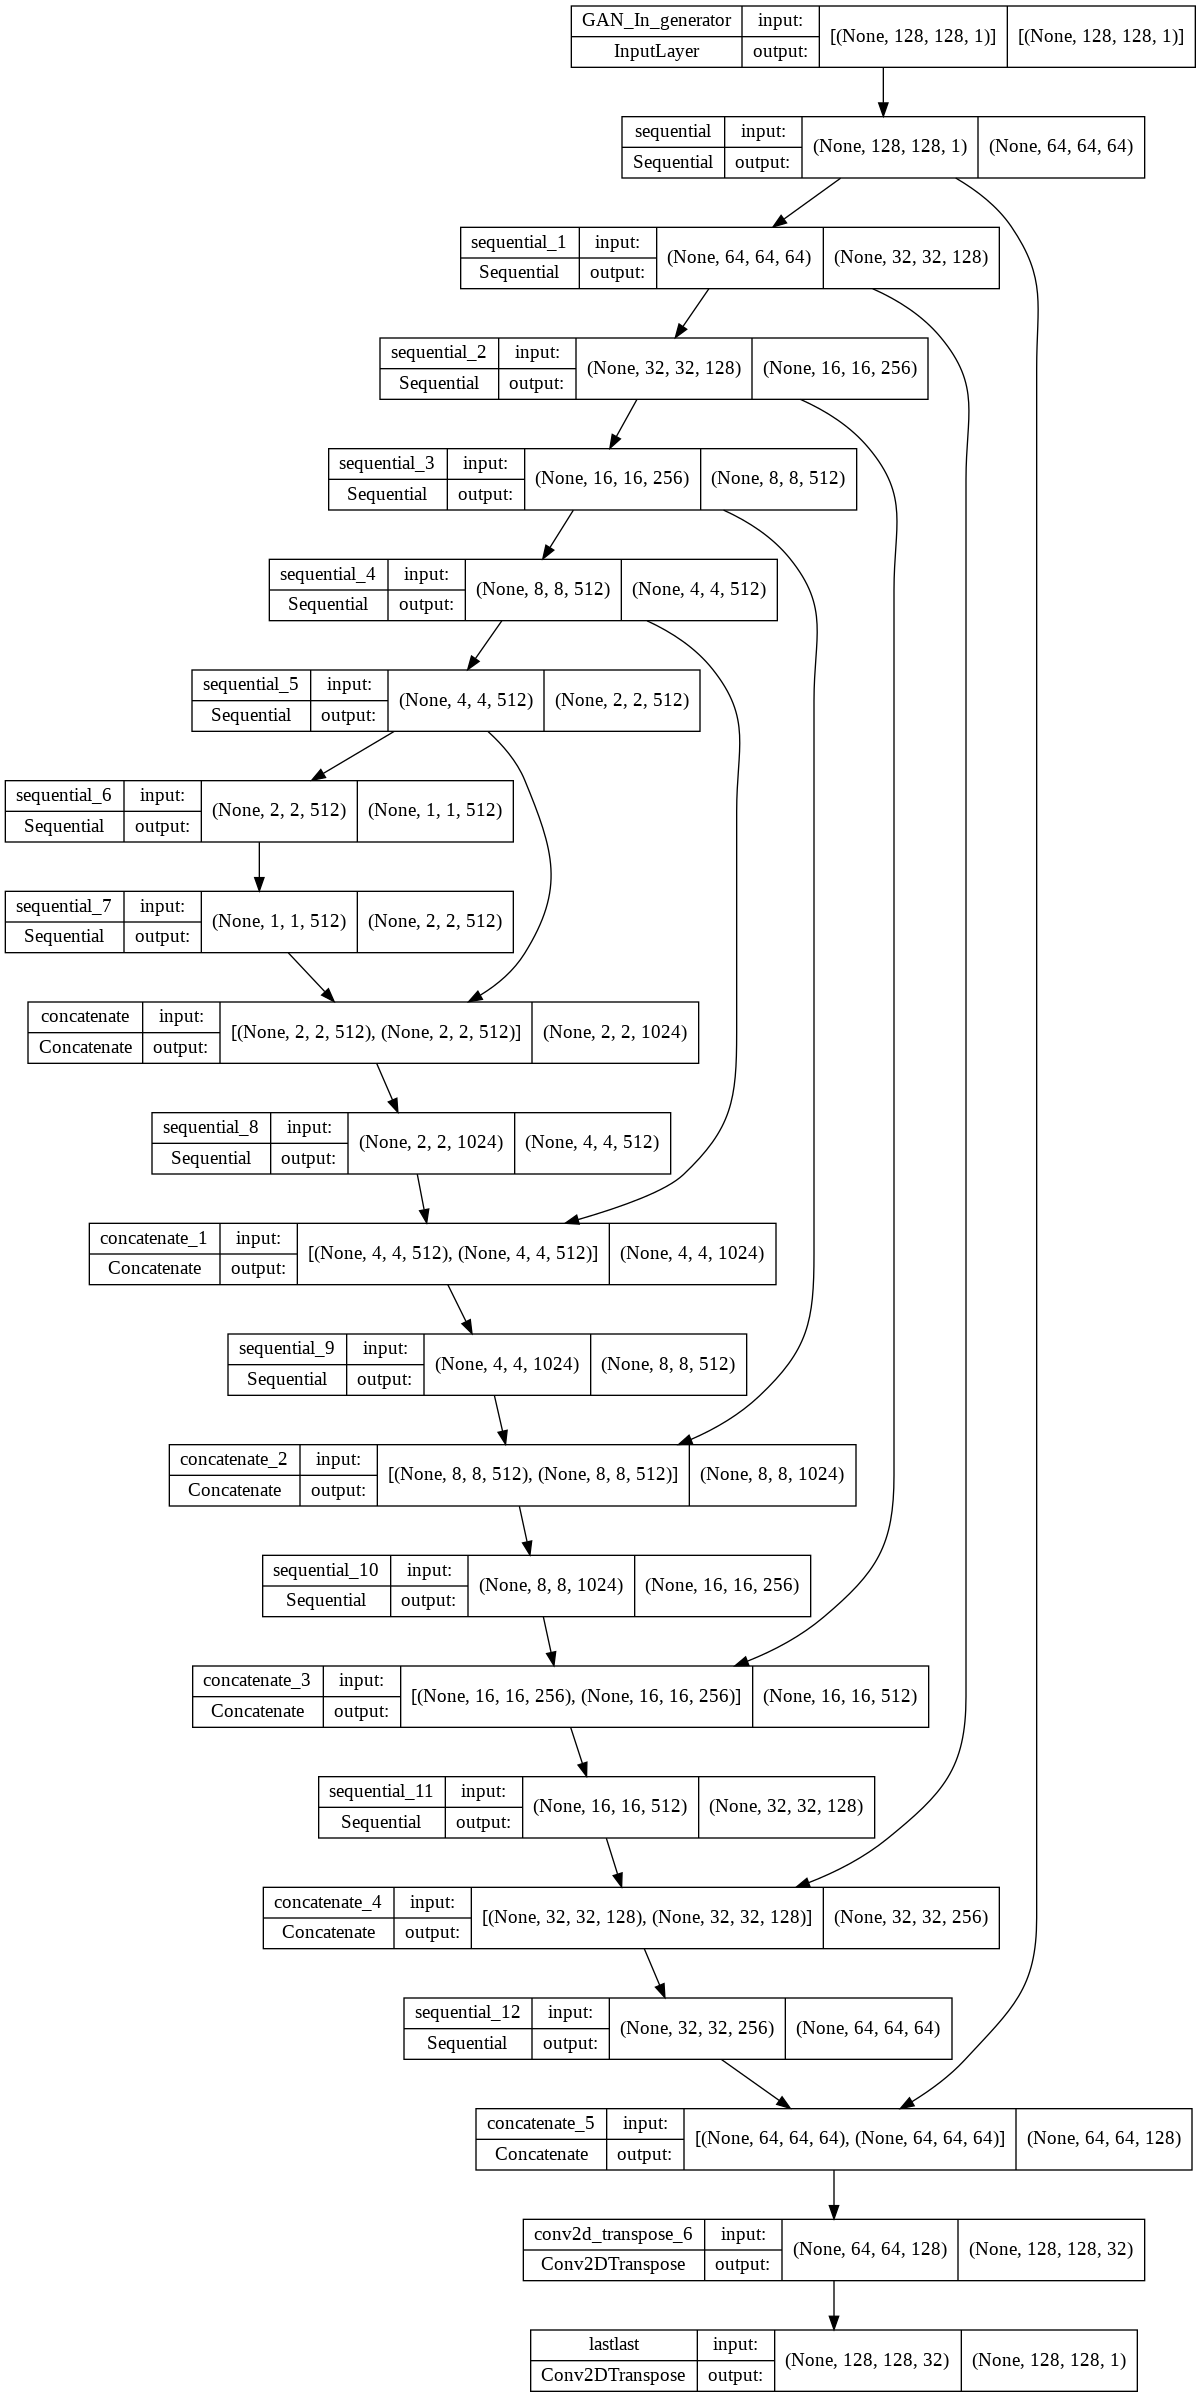 GAN_In_generator input: [(None, 128, 128, 1)] [(None, 128, 128, 1)]
InputLayer output:
sequential input: (None, 128, 128, 1) (None, 64, 64, 64)
Sequential output:
sequential_1 input: (None, 64, 64, 64) (None, 32, 32, 128)
Sequential output:
sequential_2 input: (None, 32, 32, 128) (None, 16, 16, 256)
Sequential output:
sequential_3 input: (None, 16, 16, 256) (None, 8, 8, 512)
Sequential output:
sequential_4 input: (None, 8, 8, 512) (None, 4, 4, 512)
Sequential output:
sequential_5 input: (None, 4, 4, 512) (None, 2, 2, 512)
Sequential output:
sequential_6 input: (None, 2, 2, 512) (None, 1, 1, 512)
Sequential output:
sequential_7 input: (None, 1, 1, 512) (None, 2, 2, 512)
Sequential output:
concatenate input: [(None, 2, 2, 512), (None, 2, 2, 512)] (None, 2, 2, 1024)
Concatenate output:
sequential_8 input: (None, 2, 2, 1024) (None, 4, 4, 512)
Sequential output:
concatenate_1 input: [(None, 4, 4, 512), (None, 4, 4, 512)] (None, 4, 4, 1024)
Concatenate output:
sequential_9 input: (None, 4, 4, 1024) (None, 8, 8, 512)
Sequential output:
concatenate_2 input: [(None, 8, 8, 512), (None, 8, 8, 512)] (None, 8, 8, 1024)
Concatenate output:
sequential_10 input: (None, 8, 8, 1024) (None, 16, 16, 256)
Sequential output:
concatenate_3 input: [(None, 16, 16, 256), (None, 16, 16, 256)] (None, 16, 16, 512)
Concatenate output:
sequential_11 input: (None, 16, 16, 512) (None, 32, 32, 128)
Sequential output:
concatenate_4 input: [(None, 32, 32, 128), (None, 32, 32, 128)] (None, 32, 32, 256)
Concatenate output:
sequential_12 input: (None, 32, 32, 256) (None, 64, 64, 64)
Sequential output:
concatenate_5 input: [(None, 64, 64, 64), (None, 64, 64, 64)] (None, 64, 64, 128)
Concatenate output:
conv2d_transpose_6 input: (None, 64, 64, 128) (None, 128, 128, 32)
Conv2DTranspose output:
lastlast input: (None, 128, 128, 32) (None, 128, 128, 1)
Conv2DTranspose output: